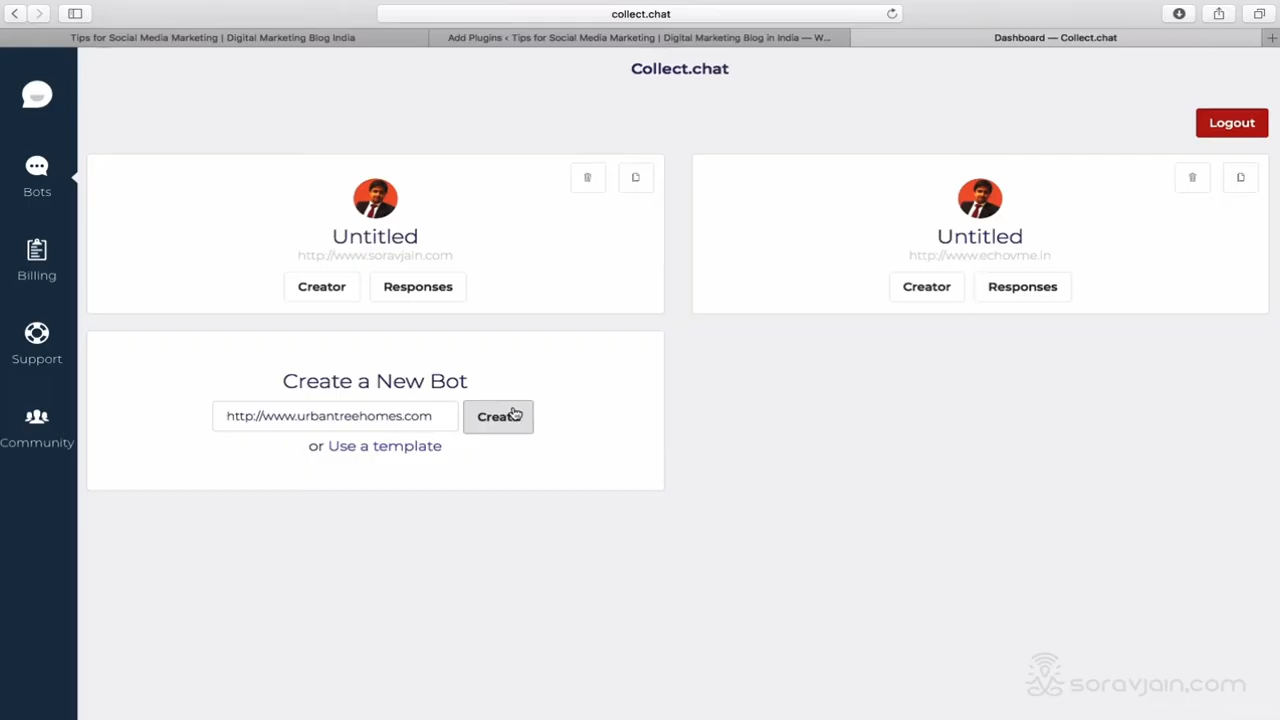 collect.chat
Tips for Social Media Marketing | Digital Marketing Blog India
Add Plugins ‹ Tips for Social Media Marketing | Digital Marketing Blog in India — W...
Dashboard — Collect.chat
Collect.chat
Logout
Bots
Billing
Support
Community
Untitled
http://www.soravjain.com
Creator
Responses
Untitled
http://www.echovme.in
Creator
Responses
Create a New Bot
http://www.urbantreehomes.com
Create
or Use a template
soravjain.com